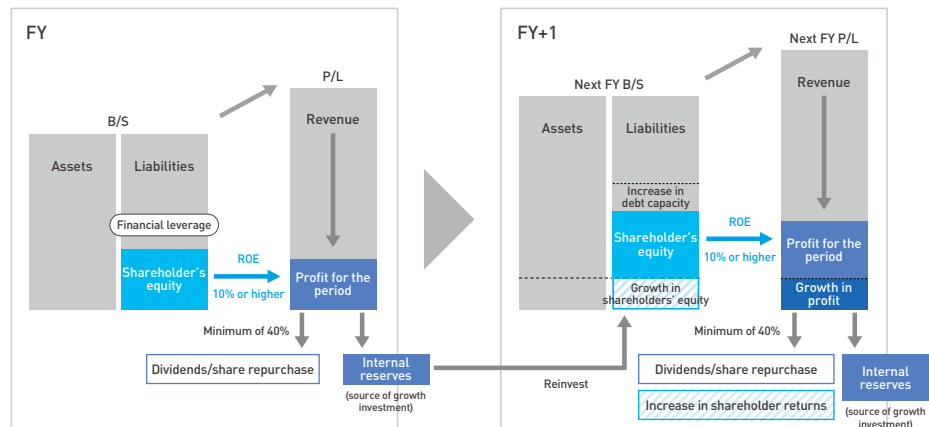 FY
P/L
Revenue
B/S
Assets
Liabilities
Financial leverage
Shareholder's
equity
ROE
10% or higher
Profit for the
period
Minimum of 40%
Dividends/share repurchase
Internal
reserves
(source of growth
investment)
Reinvest
FY+1
Next FY P/L
Revenue
Next FY B/S
Assets
Liabilities
Increase in
debt capacity
Shareholder's
equity
ROE
10% or higher
Profit for the
period
Growth in
shareholders' equity
Growth in
profit
Minimum of 40%
Dividends/share repurchase
Increase in shareholder returns
Internal
reserves
(source of growth
investment)